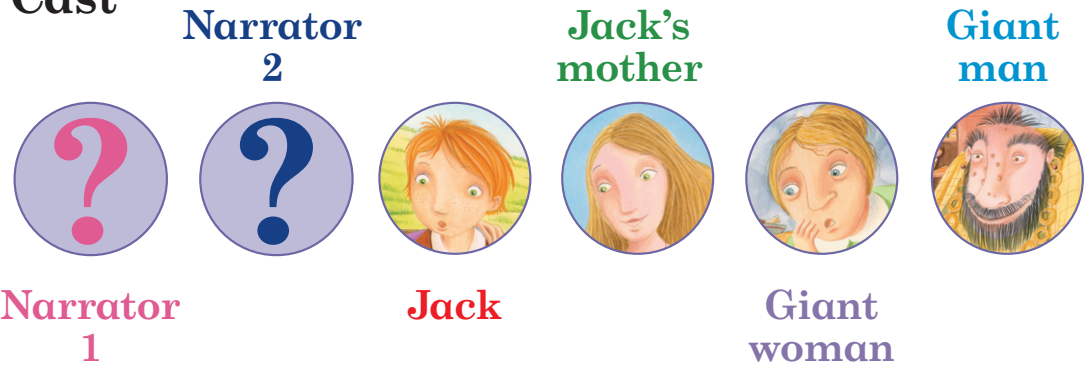 Cast
Narrator
2
Jack's
mother
Giant
man
?
?
Narrator
1
Jack
Giant
woman